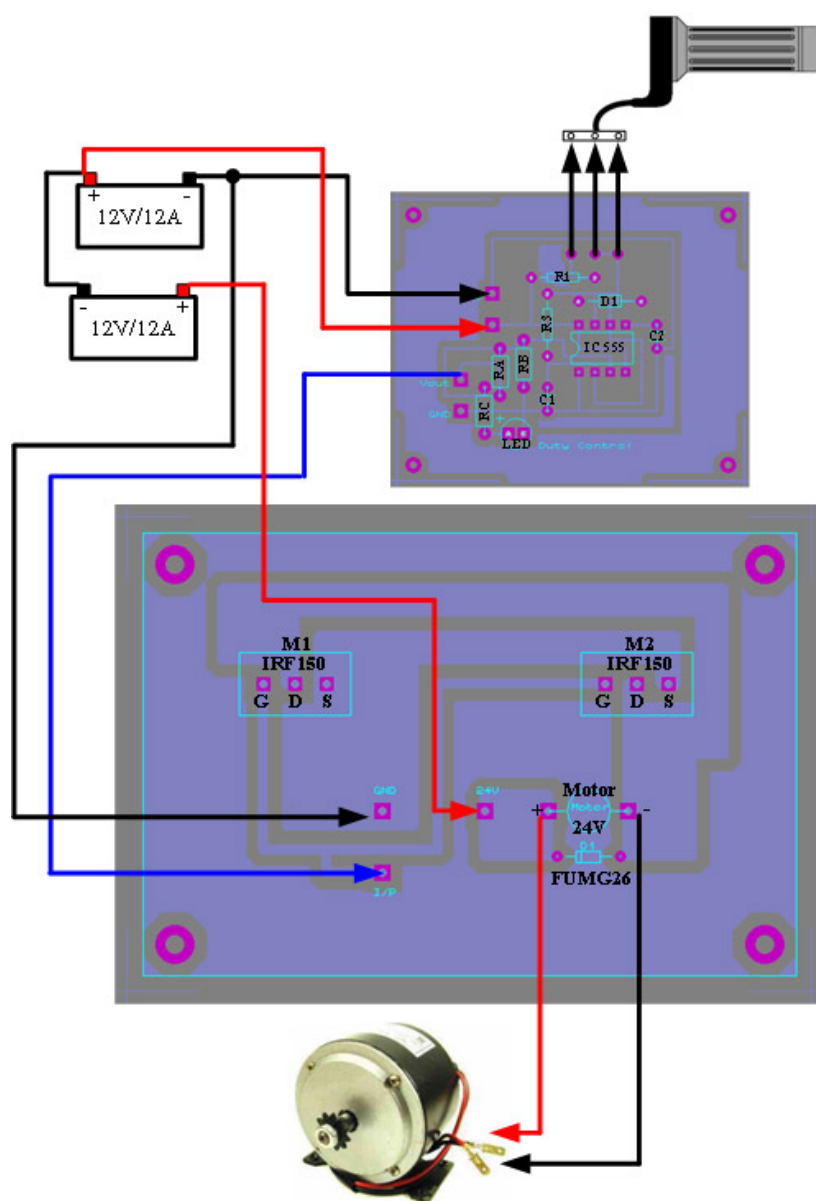 + -
12V/12A
- +
12V/12A
R1
D1
R3
IC 555
C2
RA
RB
Vout
C1
RC
GND
+
LED
Duty Control
M1
IRF150
G D S
M2
IRF150
G D S
GND
24V
Motor
+ Motor -
24V
D1
FUMG26
I/P